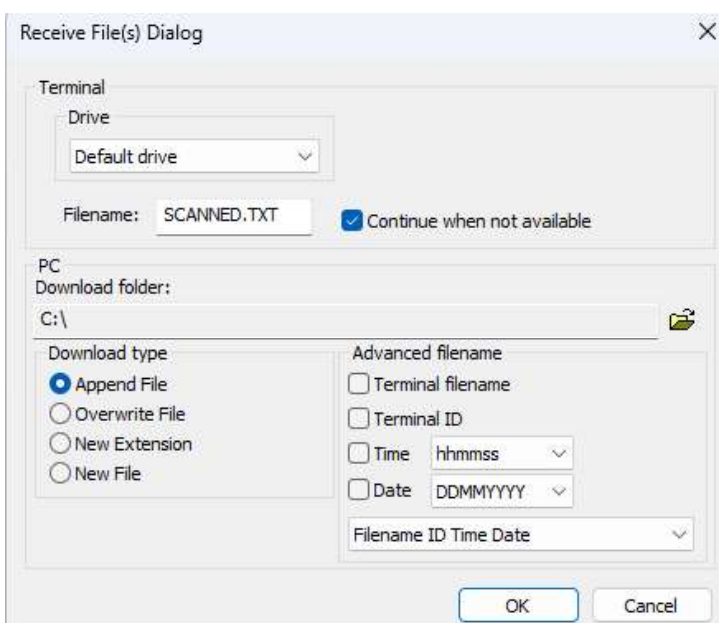 Receive File(s) Dialog
Terminal
Drive
Default drive
Filename: SCANNED.TXT Continue when not available
PC
Download folder:
C:\
Download type
Append File
Overwrite File
New Extension
New File
Advanced filename
Terminal filename
Terminal ID
Time hhmmss
Date DDMMYYYY
Filename ID Time Date
OK Cancel